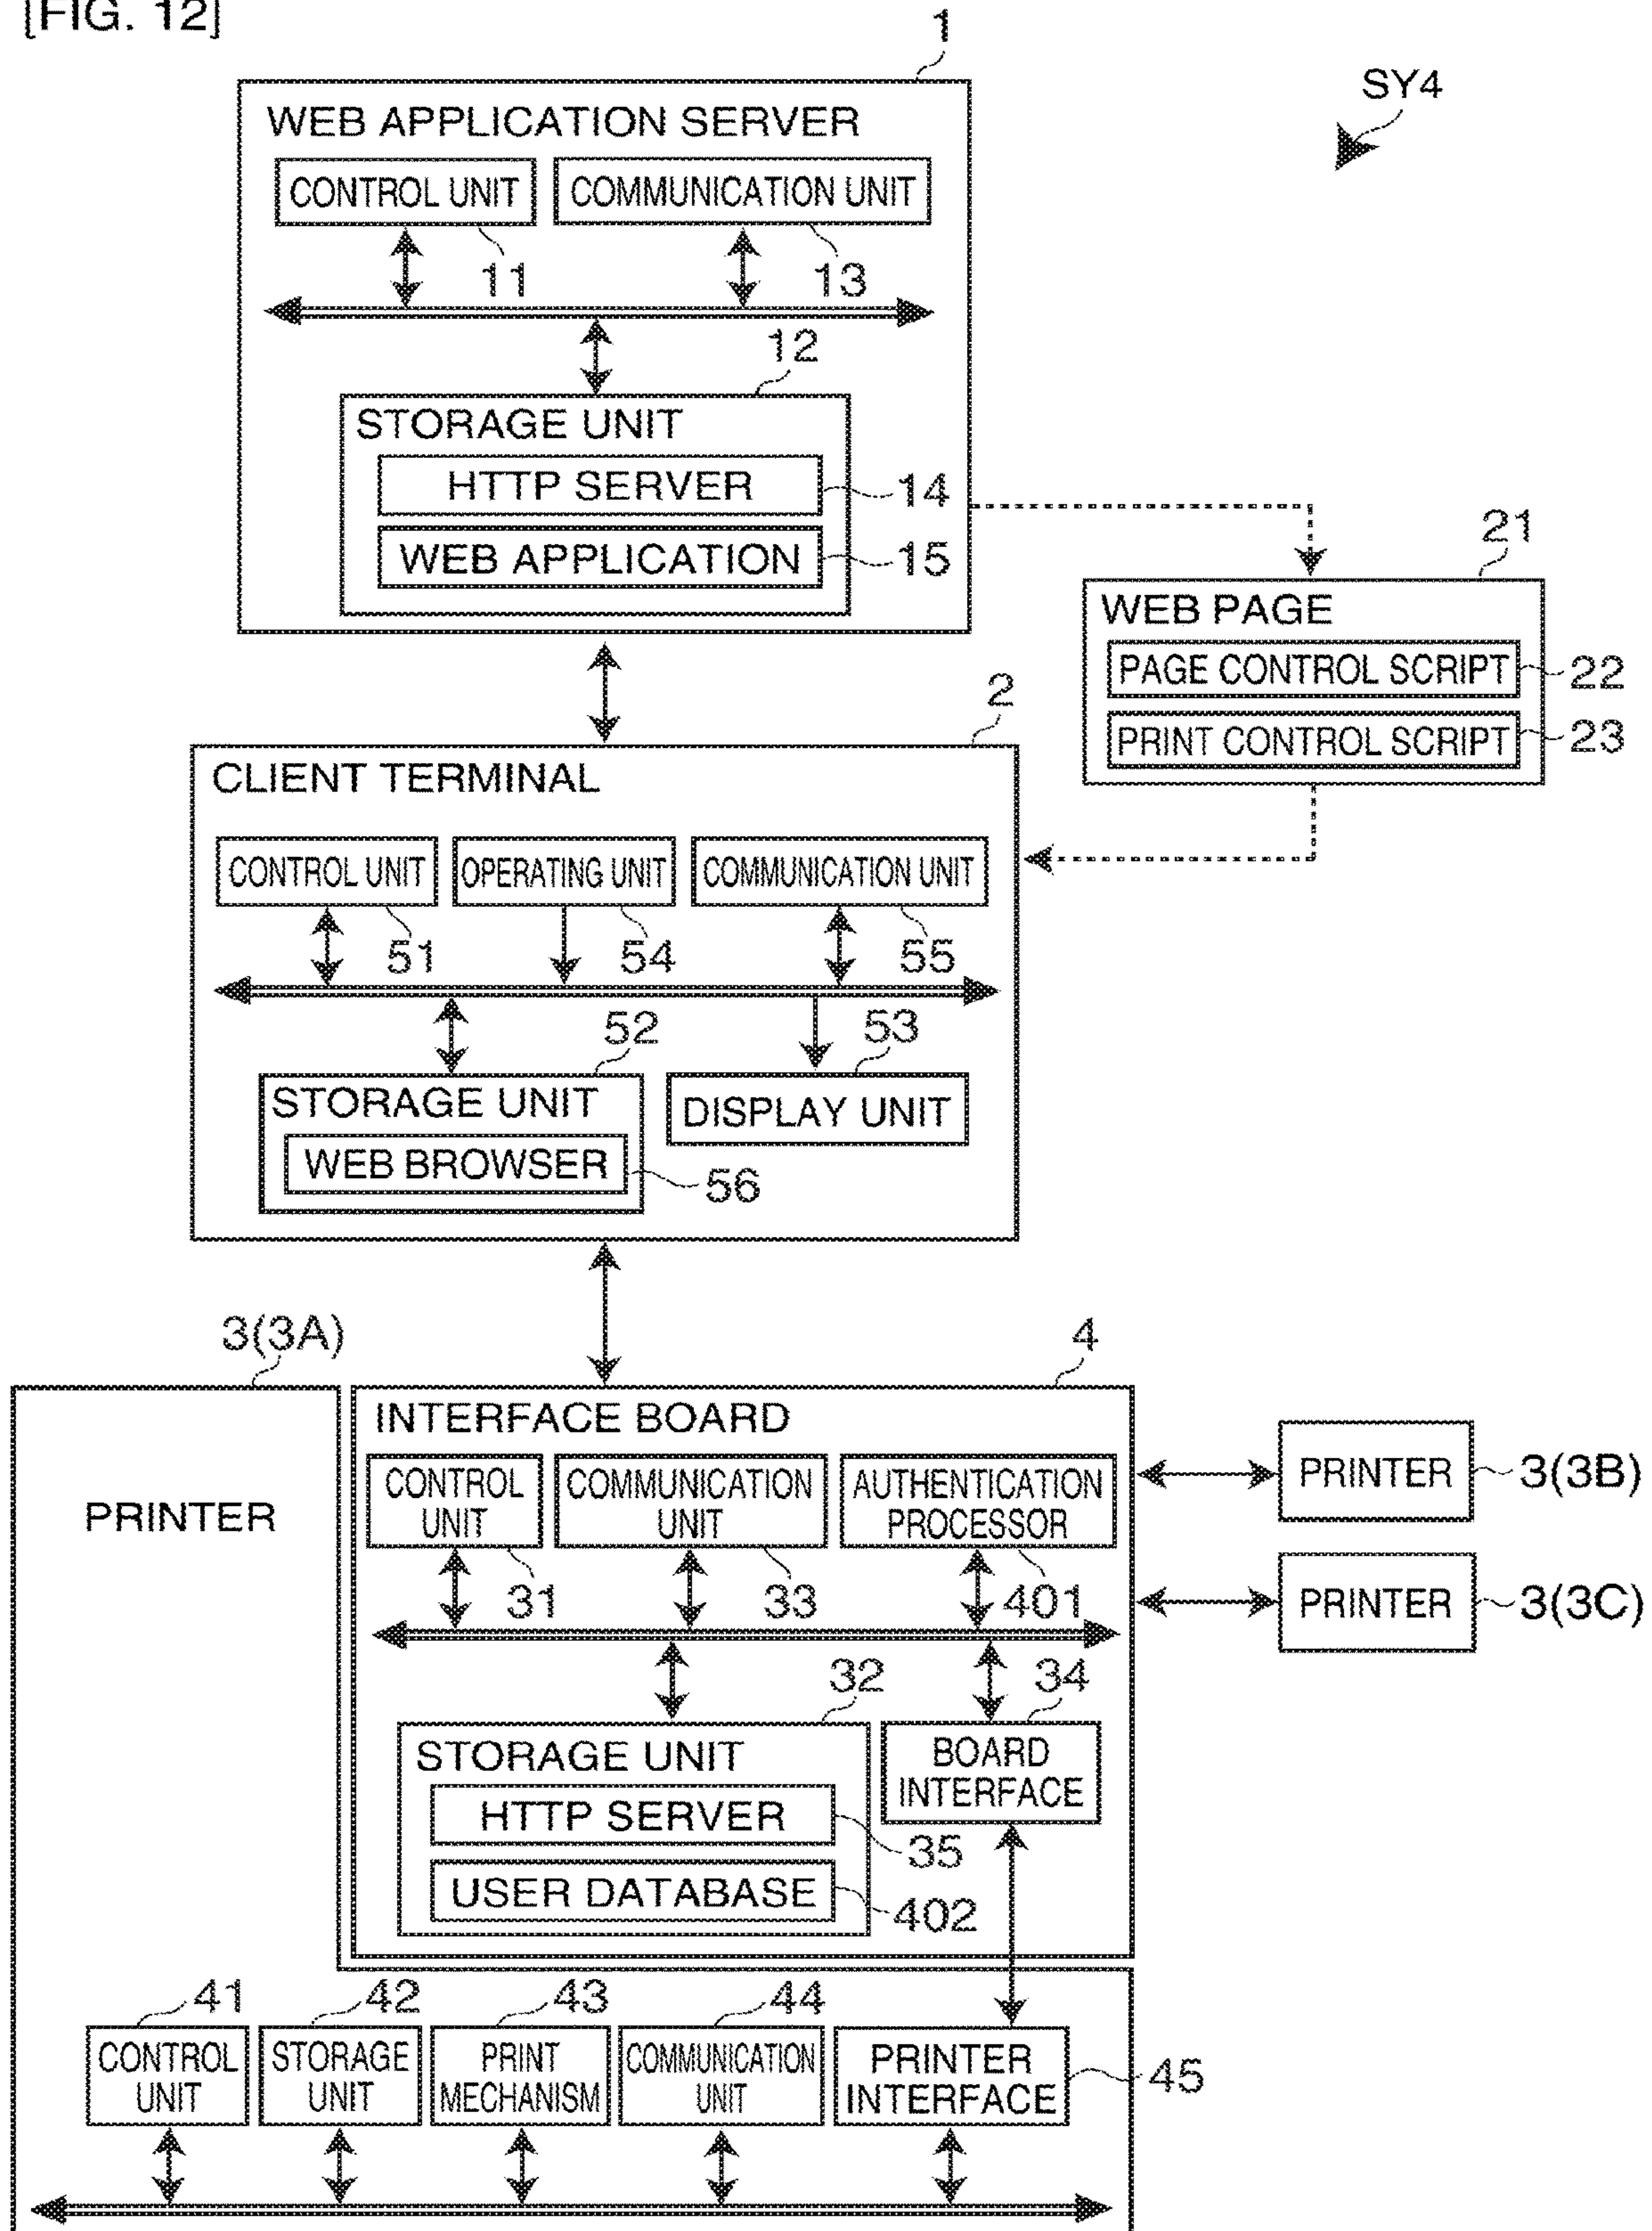 [FIG. 12]
1
SY4
WEB APPLICATION SERVER
CONTROL UNIT
COMMUNICATION UNIT
11
13
12
STORAGE UNIT
HTTP SERVER
14
WEB APPLICATION
15
21
WEB PAGE
PAGE CONTROL SCRIPT
22
PRINT CONTROL SCRIPT
23
2
CLIENT TERMINAL
CONTROL UNIT
OPERATING UNIT
COMMUNICATION UNIT
51
54
55
52
53
STORAGE UNIT
DISPLAY UNIT
WEB BROWSER
56
3(3A)
4
PRINTER
INTERFACE BOARD
CONTROL
UNIT
COMMUNICATION
UNIT
AUTHENTICATION
PROCESSOR
31
33
401
PRINTER
3(3B)
PRINTER
3(3C)
32
34
STORAGE UNIT
HTTP SERVER
35
USER DATABASE
402
BOARD
INTERFACE
41
42
43
44
CONTROL
UNIT
STORAGE
UNIT
PRINT
MECHANISM
COMMUNICATION
UNIT
PRINTER
INTERFACE
45